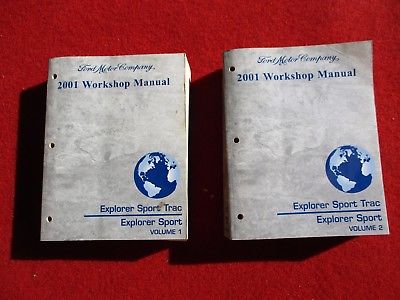 Ford Motor Company,
2001 Workshop Manual
Explorer Sport Trac
Explorer Sport
VOLUME 1
Ford Motor Company,
2001 Workshop Manual
Explorer Sport Trac
Explorer Sport
VOLUME 2